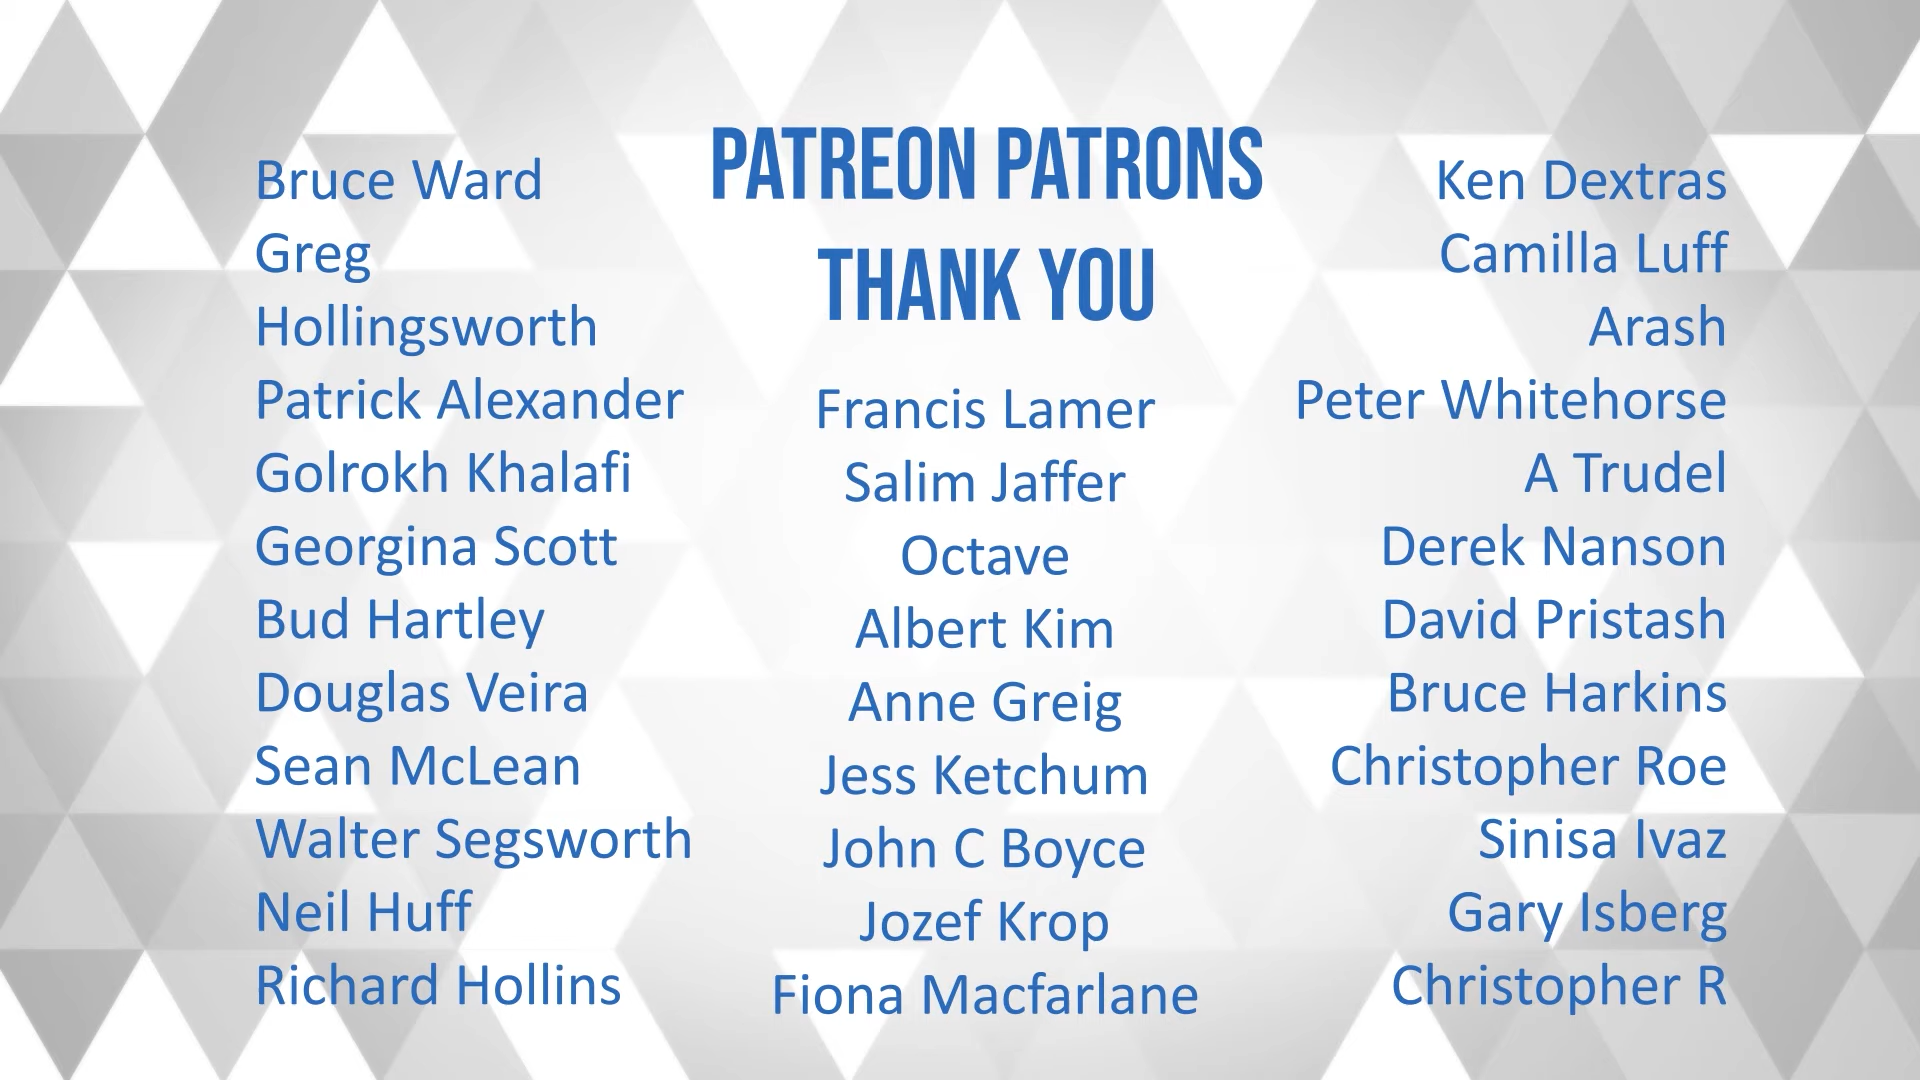 PATREON PATRONS
THANK YOU
Bruce Ward
Greg
Hollingsworth
Patrick Alexander
Golrokh Khalafi
Georgina Scott
Bud Hartley
Douglas Veira
Sean McLean
Walter Segsworth
Neil Huff
Richard Hollins
Francis Lamer
Salim Jaffer
Octave
Albert Kim
Anne Greig
Jess Ketchum
John C Boyce
Jozef Krop
Fiona Macfarlane
Ken Dextras
Camilla Luff
Arash
Peter Whitehorse
A Trudel
Derek Nanson
David Pristash
Bruce Harkins
Christopher Roe
Sinisa Ivaz
Gary Isberg
Christopher R